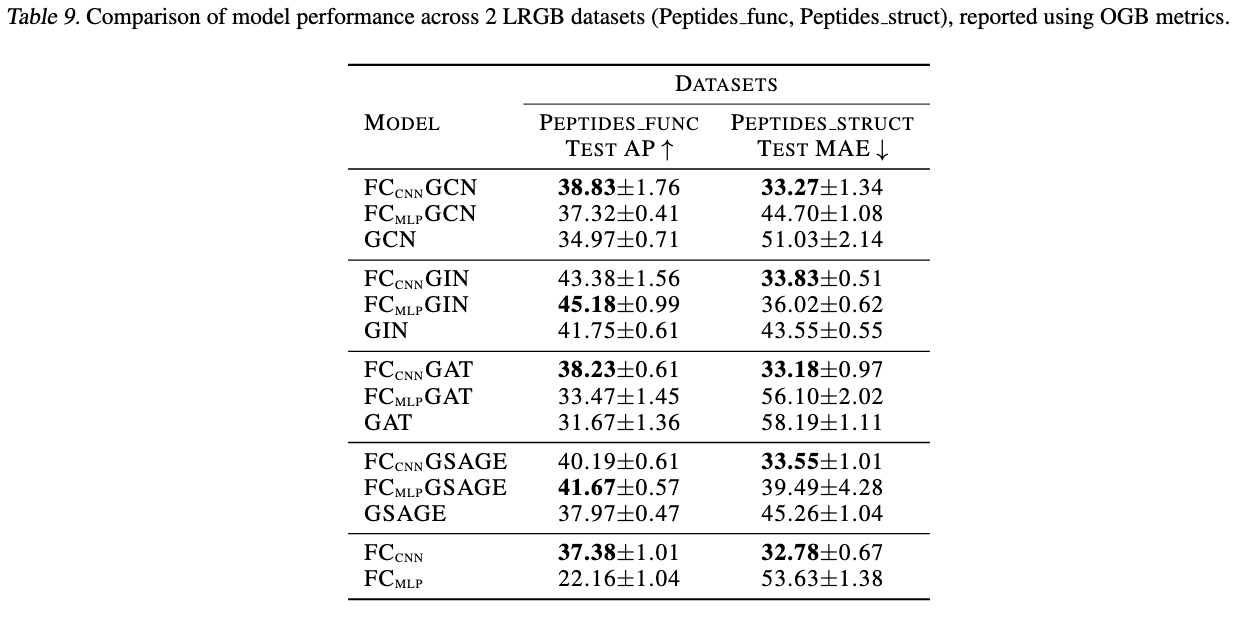 Table 9. Comparison of model performance across 2 LRGB datasets (Peptides_func, Peptides_struct), reported using OGB metrics.
DATASETS
MODEL PEPTIDES_FUNC PEPTIDES_STRUCT
TEST AP ↑ TEST MAE ↓
FCCNNGCN 38.83±1.76 33.27±1.34
FCMLPGCN 37.32±0.41 44.70±1.08
GCN 34.97±0.71 51.03±2.14
FCCNNGIN 43.38±1.56 33.83±0.51
FCMLPGIN 45.18±0.99 36.02±0.62
GIN 41.75±0.61 43.55±0.55
FCCNNGAT 38.23±0.61 33.18±0.97
FCMLPGAT 33.47±1.45 56.10±2.02
GAT 31.67±1.36 58.19±1.11
FCCNNGSAGE 40.19±0.61 33.55±1.01
FCMLPGSAGE 41.67±0.57 39.49±4.28
GSAGE 37.97±0.47 45.26±1.04
FCCNN 37.38±1.01 32.78±0.67
FCMLP 22.16±1.04 53.63±1.38